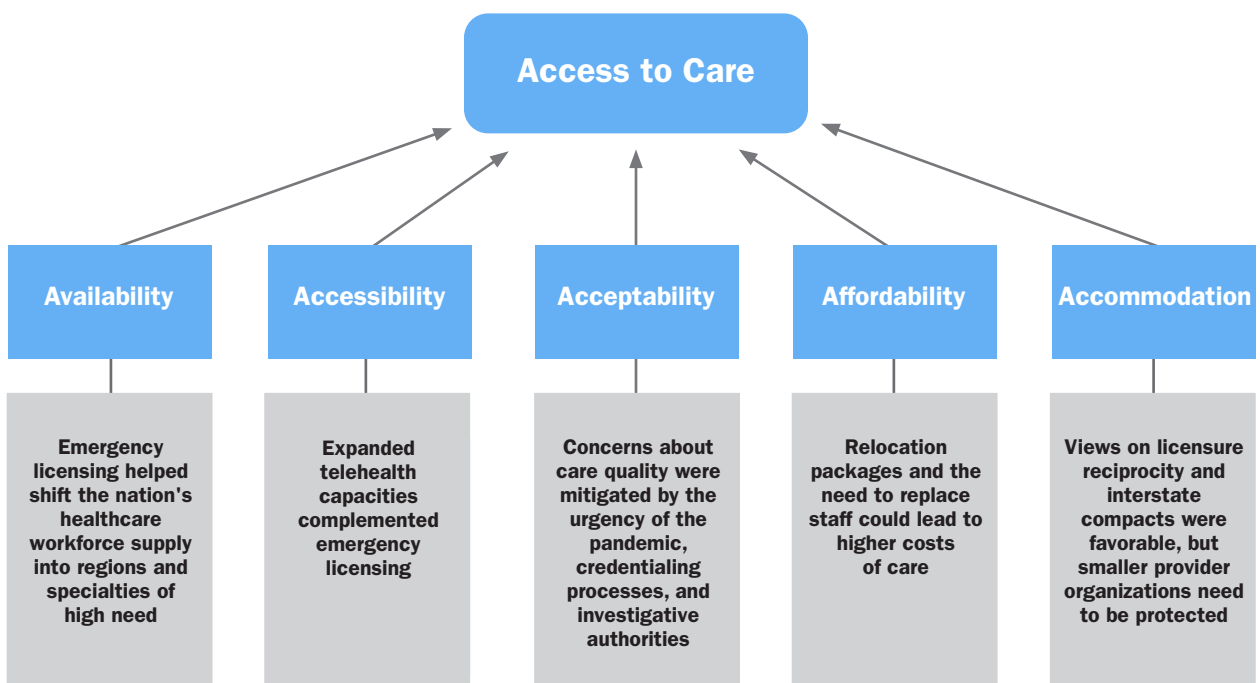 Access to Care
Availability
Accessibility
Acceptability
Affordability
Accommodation
Emergency
licensing helped
shift the nation's
healthcare
workforce supply
into regions and
specialties of
high need
Expanded
telehealth
capacities
complemented
emergency
licensing
Concerns about
care quality were
mitigated by the
urgency of the
pandemic,
credentialing
processes, and
investigative
authorities
Relocation
packages and the
need to replace
staff could lead to
higher costs
of care
Views on licensure
reciprocity and
interstate
compacts were
favorable, but
smaller provider
organizations need
to be protected